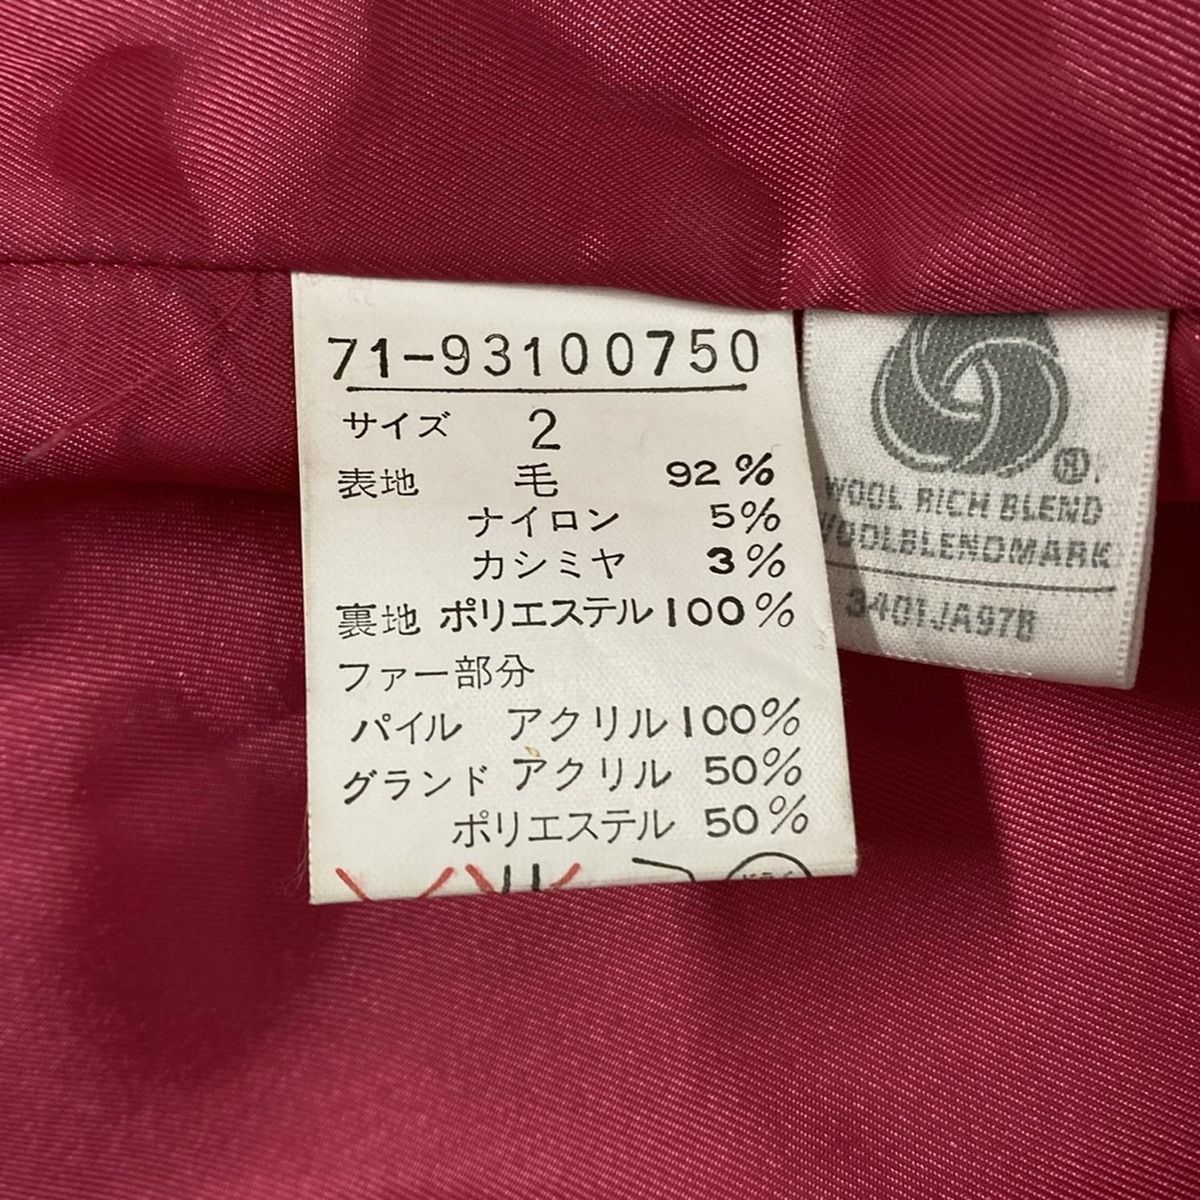 71-93100750
サイズ 2
表地 毛 92%
ナイロン 5%
カシミヤ 3%
裏地 ポリエステル 100%
ファー部分
パイル アクリル 100%
グランド アクリル 50%
ポリエステル 50%
WOOL RICH BLEND
WOOLBLENDMARK
3401JA97B